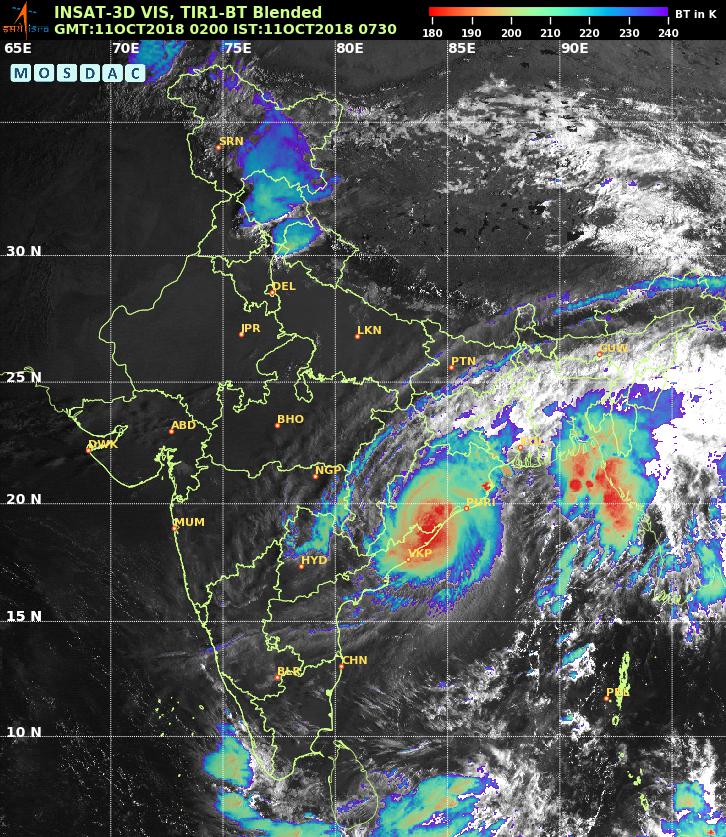 INSAT-3D VIS, TIR1-BT Blended
GMT:11OCT2018 0200 IST:11OCT2018 0730
BT in K
180 190 200 210 220 230 240
65E 70E 75E 80E 85E 90E
MOSDAC
SRN
30 N
DEL
JPR
LKN
GUW
PTN
25 N
ABD
BHO
DWK
NGP
20 N
PURI
MUM
VKP
HYD
15 N
CHN
BLR
10 N